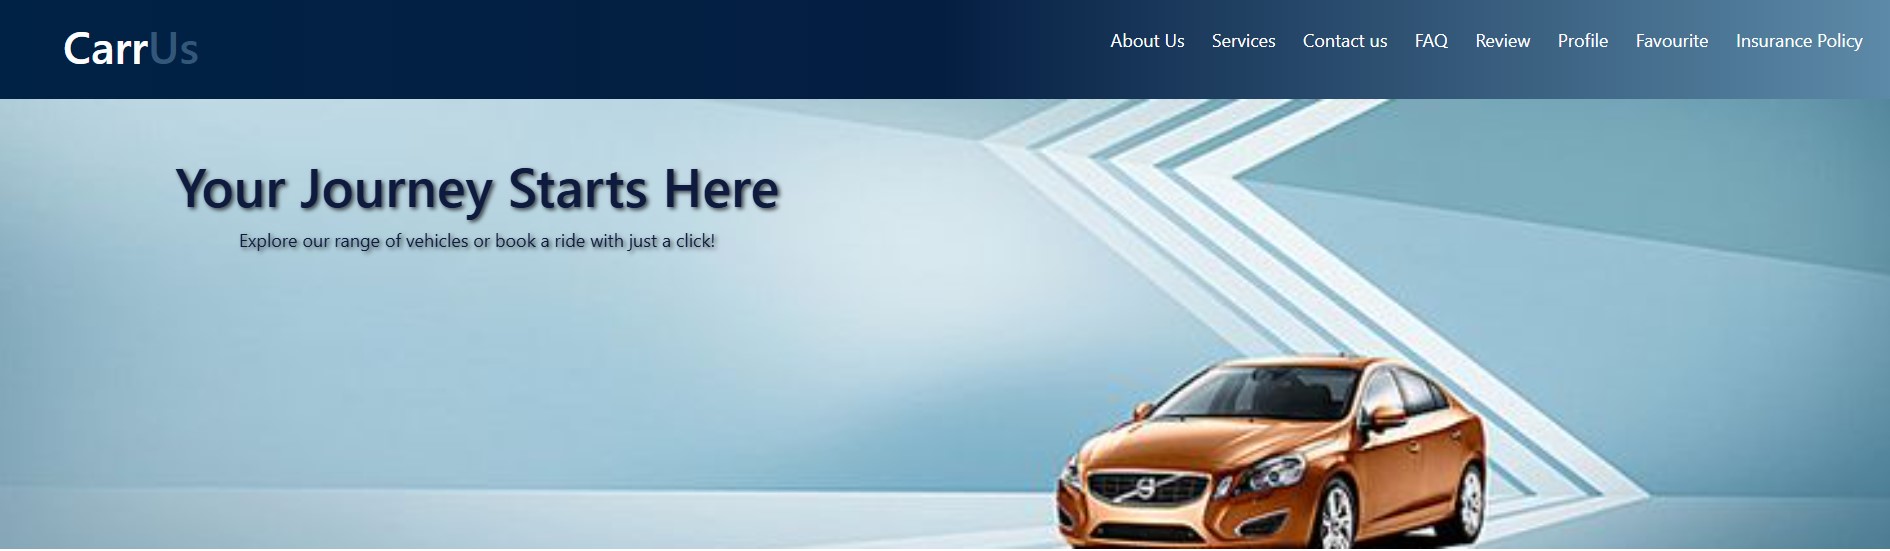 CarrUs
About Us Services Contact us FAQ Review Profile Favourite Insurance Policy
Your Journey Starts Here
Explore our range of vehicles or book a ride with just a click!